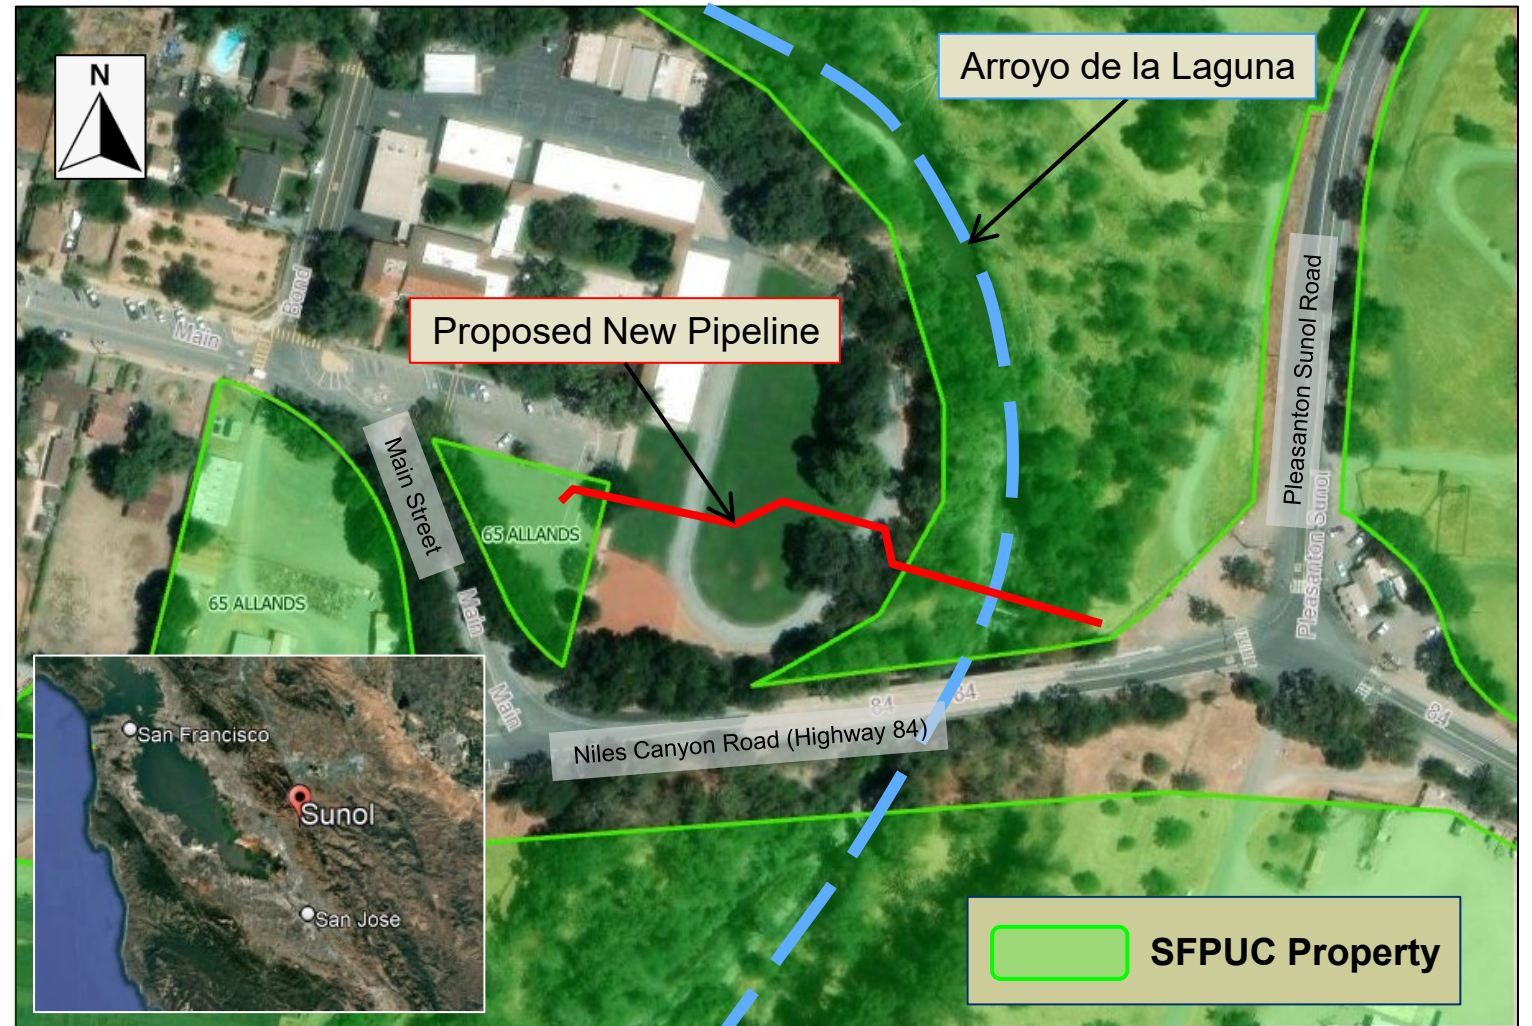 N
Arroyo de la Laguna
Bond
Main
Proposed New Pipeline
Pleasanton Sunol Road
Main Street
65 ALLANDS
Pleasanton Sunol
65 ALLANDS
Main
Main
84
84
84
Niles Canyon Road (Highway 84)
San Francisco
Sunol
San Jose
SFPUC Property